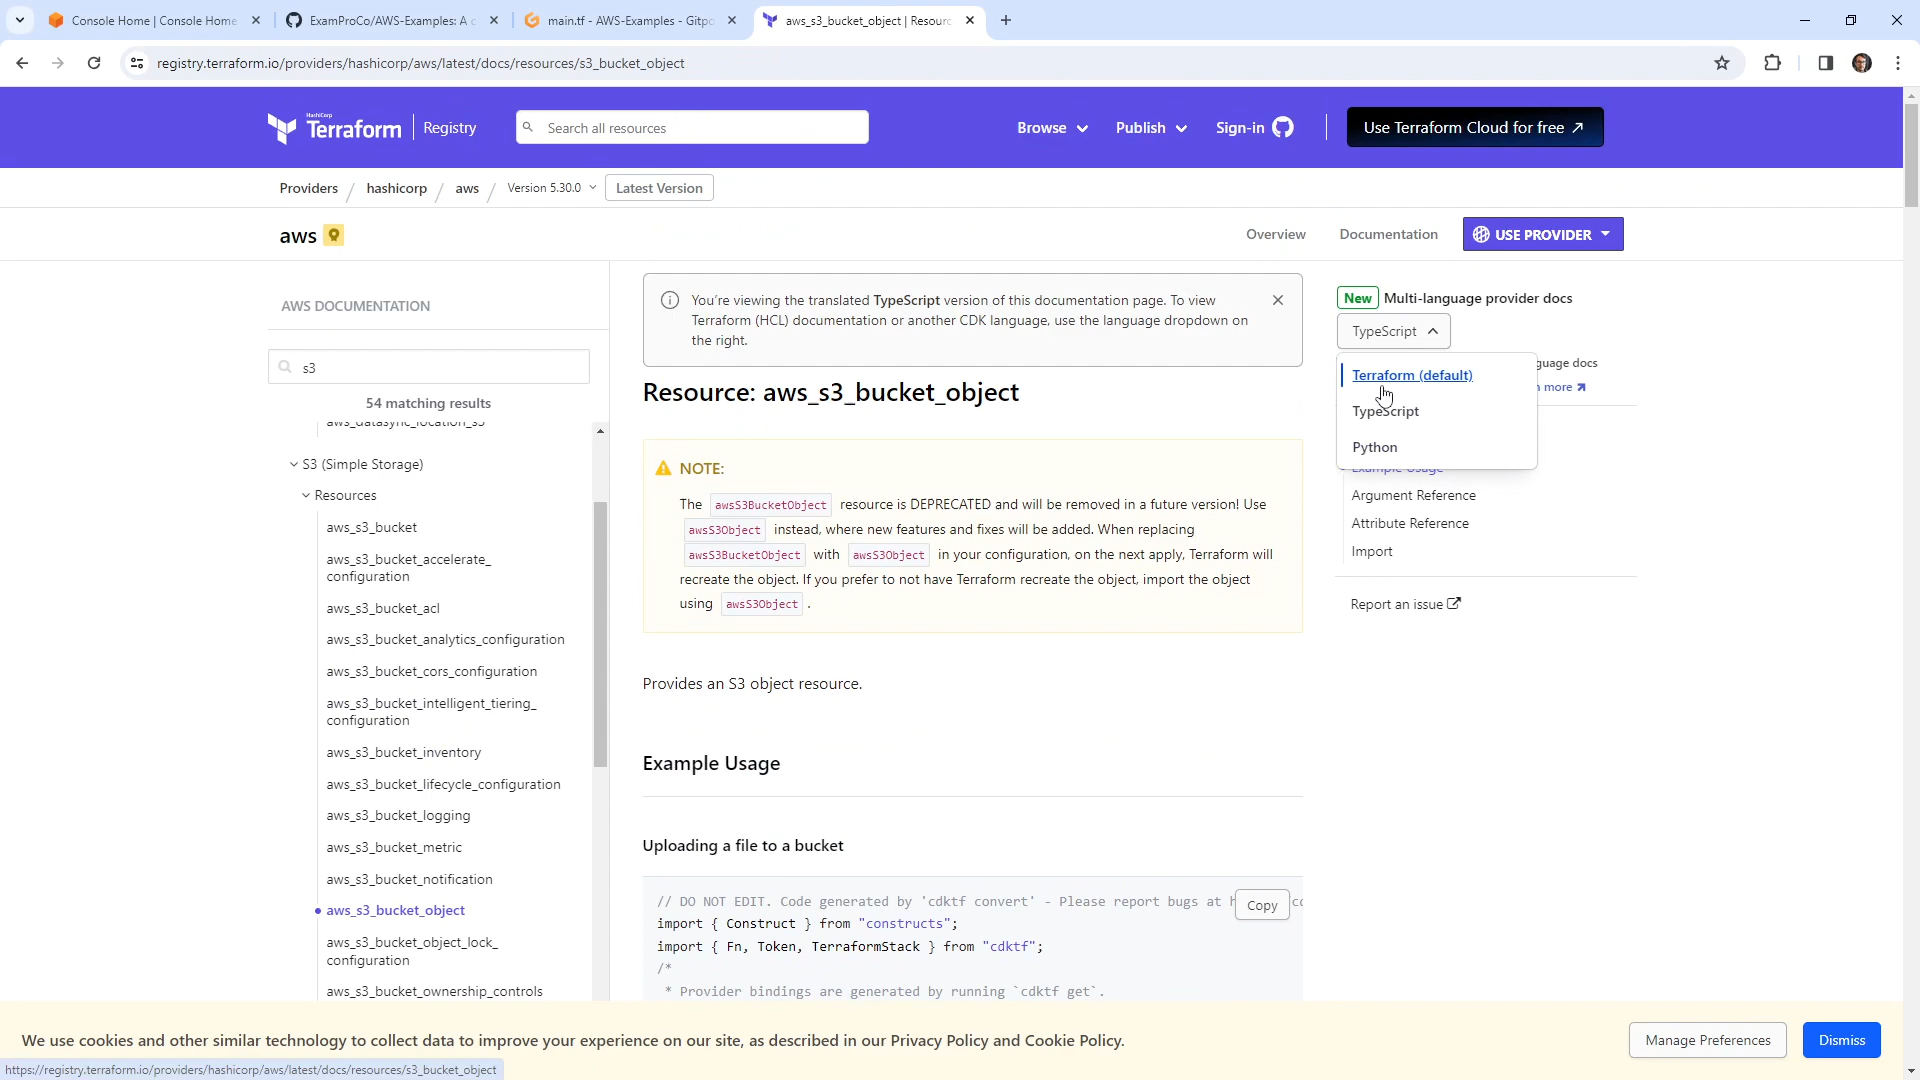 Console Home | Console Home
ExamProCo/AWS-Examples: A c
main.tf - AWS-Examples - Gitpo
aws_s3_bucket_object | Resourc
registry.terraform.io/providers/hashicorp/aws/latest/docs/resources/s3_bucket_object
HashiCorp
Terraform
Registry
Search all resources
Browse
Publish
Sign-in
Use Terraform Cloud for free
Providers / hashicorp / aws / Version 5.30.0
Latest Version
aws
Overview
Documentation
USE PROVIDER
AWS DOCUMENTATION
s3
54 matching results
aws_datasync_location_s3
S3 (Simple Storage)
Resources
aws_s3_bucket
aws_s3_bucket_accelerate_
configuration
aws_s3_bucket_acl
aws_s3_bucket_analytics_configuration
aws_s3_bucket_cors_configuration
aws_s3_bucket_intelligent_tiering_
configuration
aws_s3_bucket_inventory
aws_s3_bucket_lifecycle_configuration
aws_s3_bucket_logging
aws_s3_bucket_metric
aws_s3_bucket_notification
aws_s3_bucket_object
aws_s3_bucket_object_lock_
configuration
aws_s3_bucket_ownership_controls
You're viewing the translated TypeScript version of this documentation page. To view
Terraform (HCL) documentation or another CDK language, use the language dropdown on
the right.
Resource: aws_s3_bucket_object
NOTE:
The awsS3BucketObject resource is DEPRECATED and will be removed in a future version! Use
awsS3Object instead, where new features and fixes will be added. When replacing
awsS3BucketObject with awsS3Object in your configuration, on the next apply, Terraform will
recreate the object. If you prefer to not have Terraform recreate the object, import the object
using awsS3Object .
Provides an S3 object resource.
Example Usage
Uploading a file to a bucket
// DO NOT EDIT. Code generated by 'cdktf convert' - Please report bugs at h
Copy
import { Construct } from "constructs";
import { Fn, Token, TerraformStack } from "cdktf";
/*
* Provider bindings are generated by running `cdktf get`.
New Multi-language provider docs
TypeScript
Terraform (default)
TypeScript
Python
guage docs
more
Example Usage
Argument Reference
Attribute Reference
Import
Report an issue
We use cookies and other similar technology to collect data to improve your experience on our site, as described in our Privacy Policy and Cookie Policy.
Manage Preferences
Dismiss
https://registry.terraform.io/providers/hashicorp/aws/latest/docs/resources/s3_bucket_object